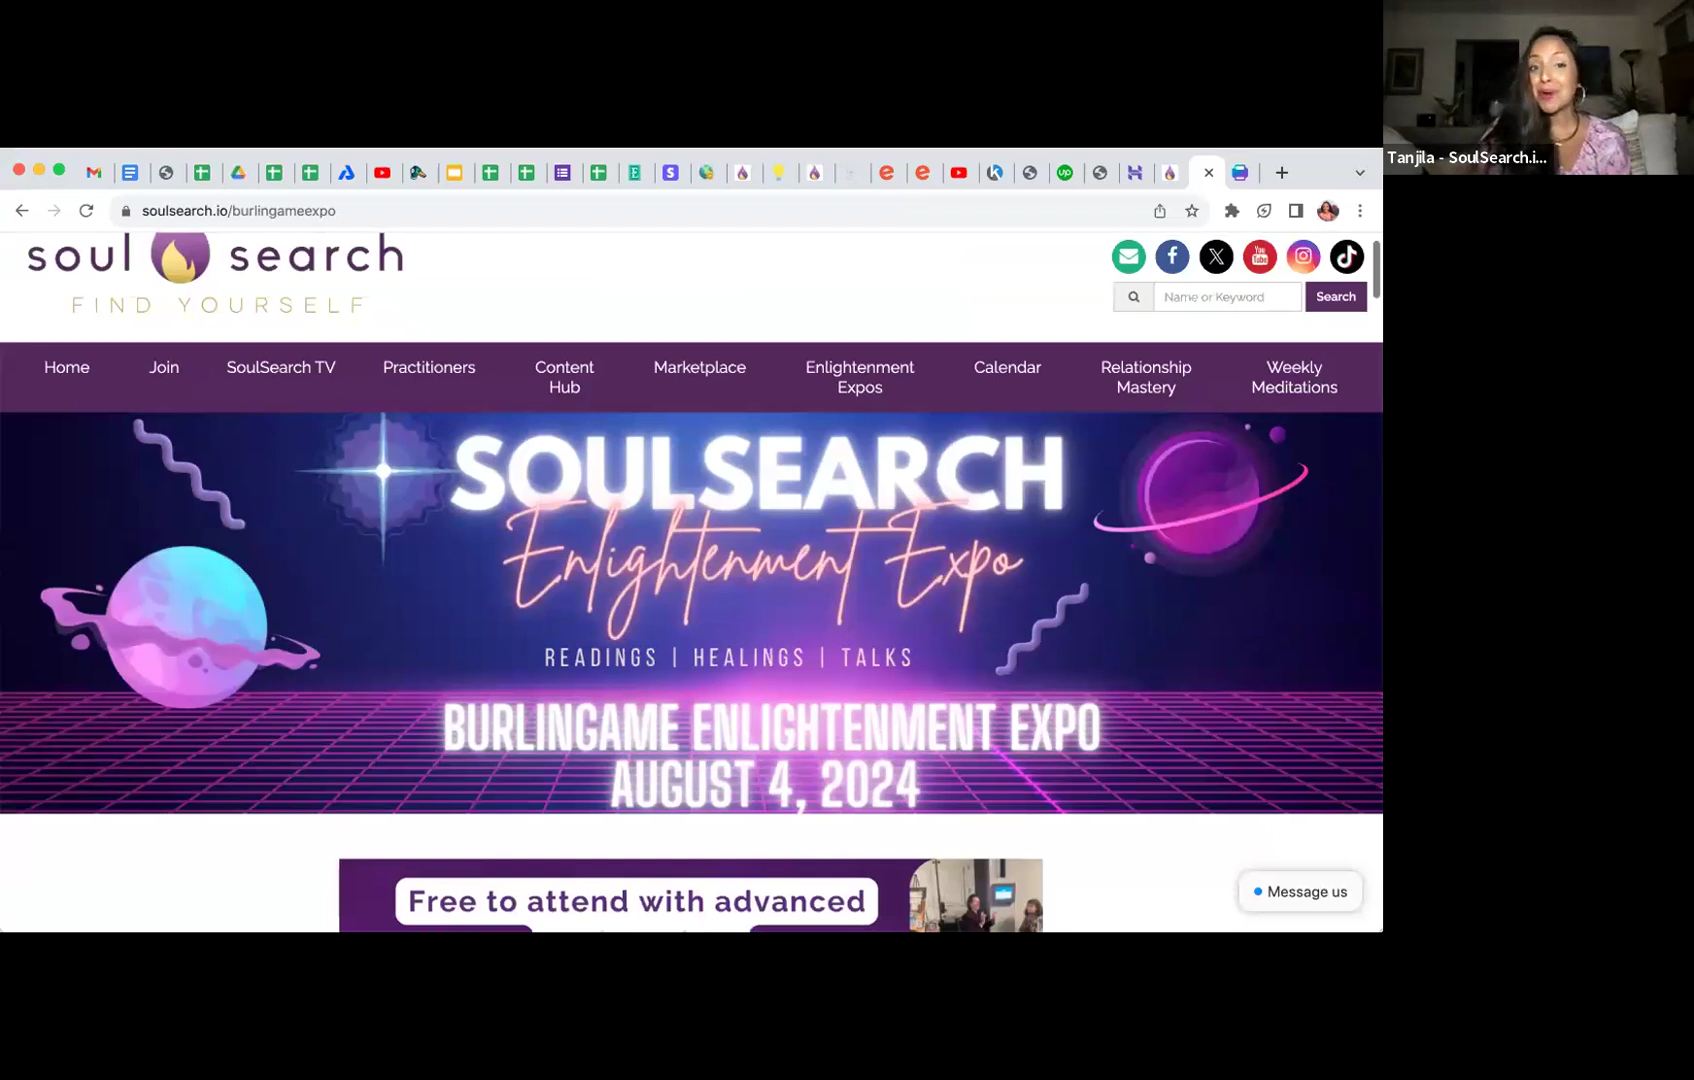 Tanjila - SoulSearch.i...
soulsearch.io/burlingameexpo
soul search
FIND YOURSELF
You
Tube
Name or Keyword
Search
Home
Join
SoulSearch TV
Practitioners
Content
Hub
Marketplace
Enlightenment
Expos
Calendar
Relationship
Mastery
Weekly
Meditations
SOULSEARCH
Enlightenment Expo
READINGS | HEALINGS | TALKS
BURLINGAME ENLIGHTENMENT EXPO
AUGUST 4, 2024
Free to attend with advanced
Message us